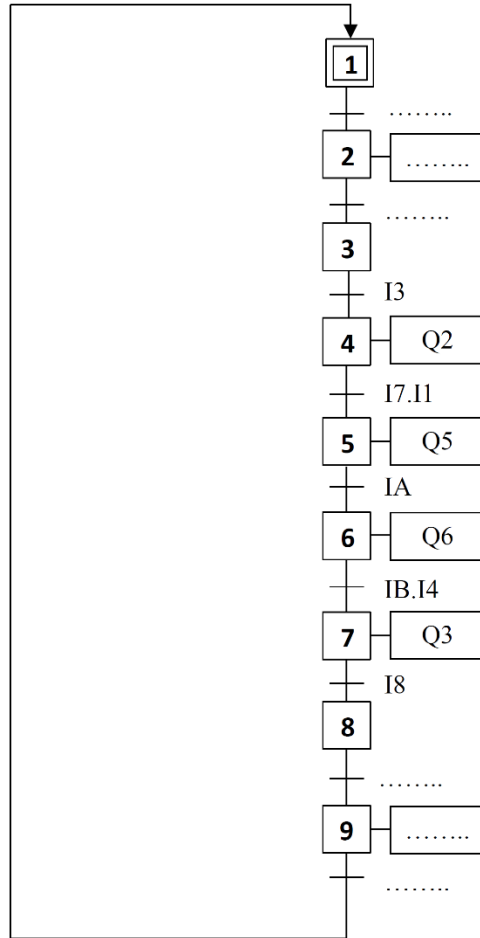 1
........
2 ........
........
3
I3
4 Q2
I7.I1
5 Q5
IA
6 Q6
IB.I4
7 Q3
I8
8
........
9 ........
........